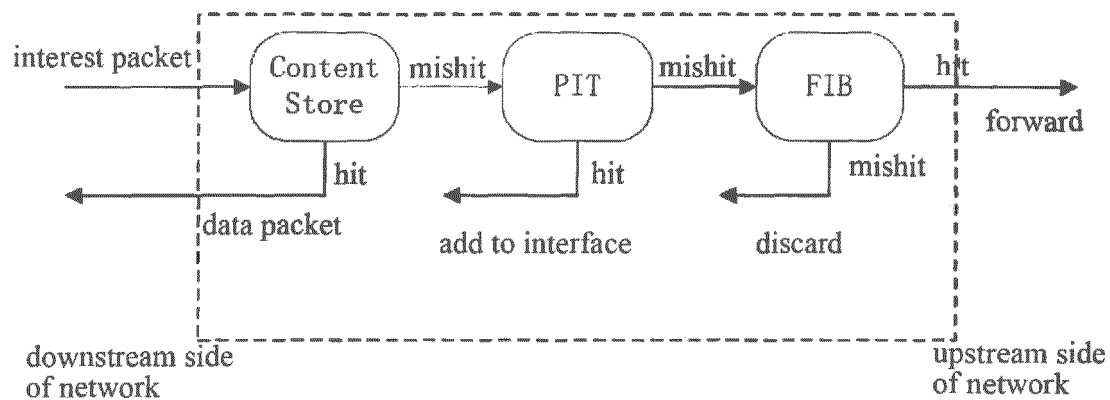 interest packet
Content
Store
mishit
PIT
mishit
FIB
hit
forward
hit
hit
mishit
data packet
add to interface
discard
downstream side
of network
upstream side
of network